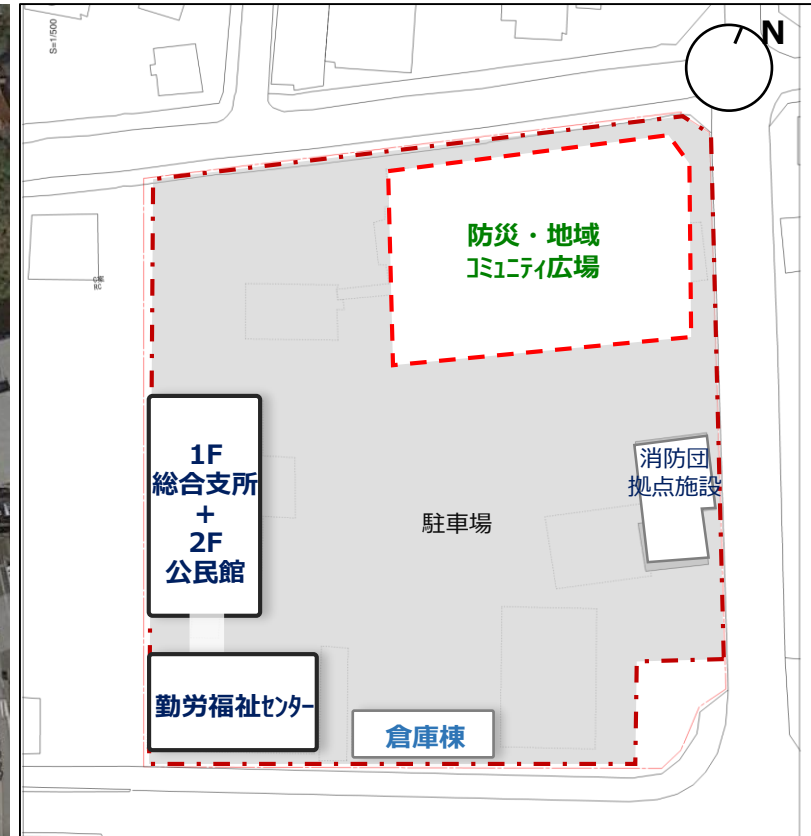 S=1/500
N
防災・地域
コミュニティ広場
1F
総合支所
+
2F
公民館
消防団
拠点施設
駐車場
勤労福祉センター
倉庫棟